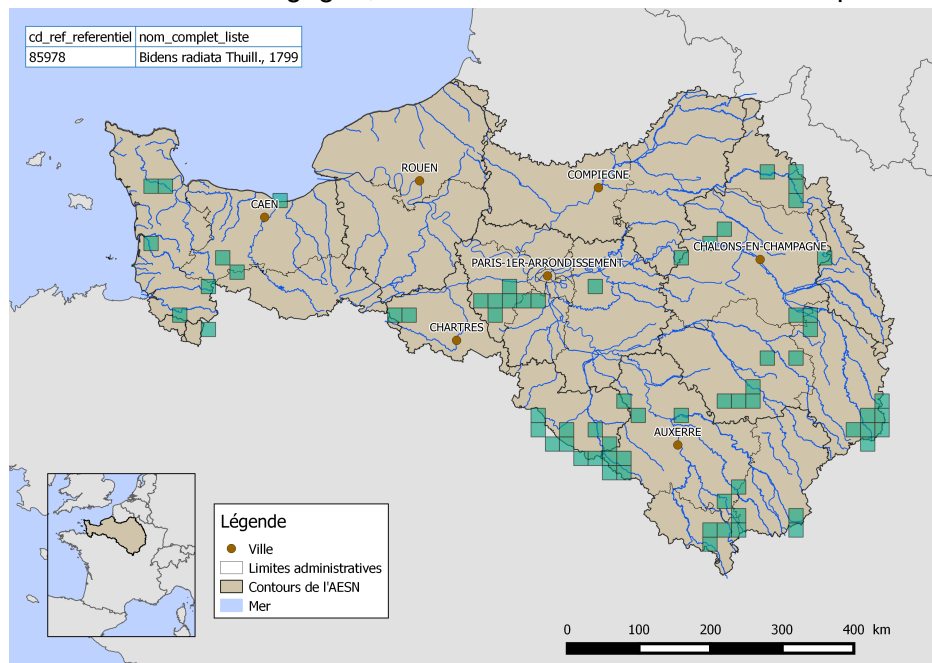 cd_ref_referentiel nom_complet_liste
85978 Bidens radiata Thuill., 1799
ROUEN
COMPIEGNE
CAEN
CHALONS-EN-CHAMPAGNE
PARIS-1ER-ARRONDISSEMENT
CHARTRES
AUXERRE
Légende
Ville
Limites administratives
Contours de l'AESN
Mer
0 100 200 300 400 km